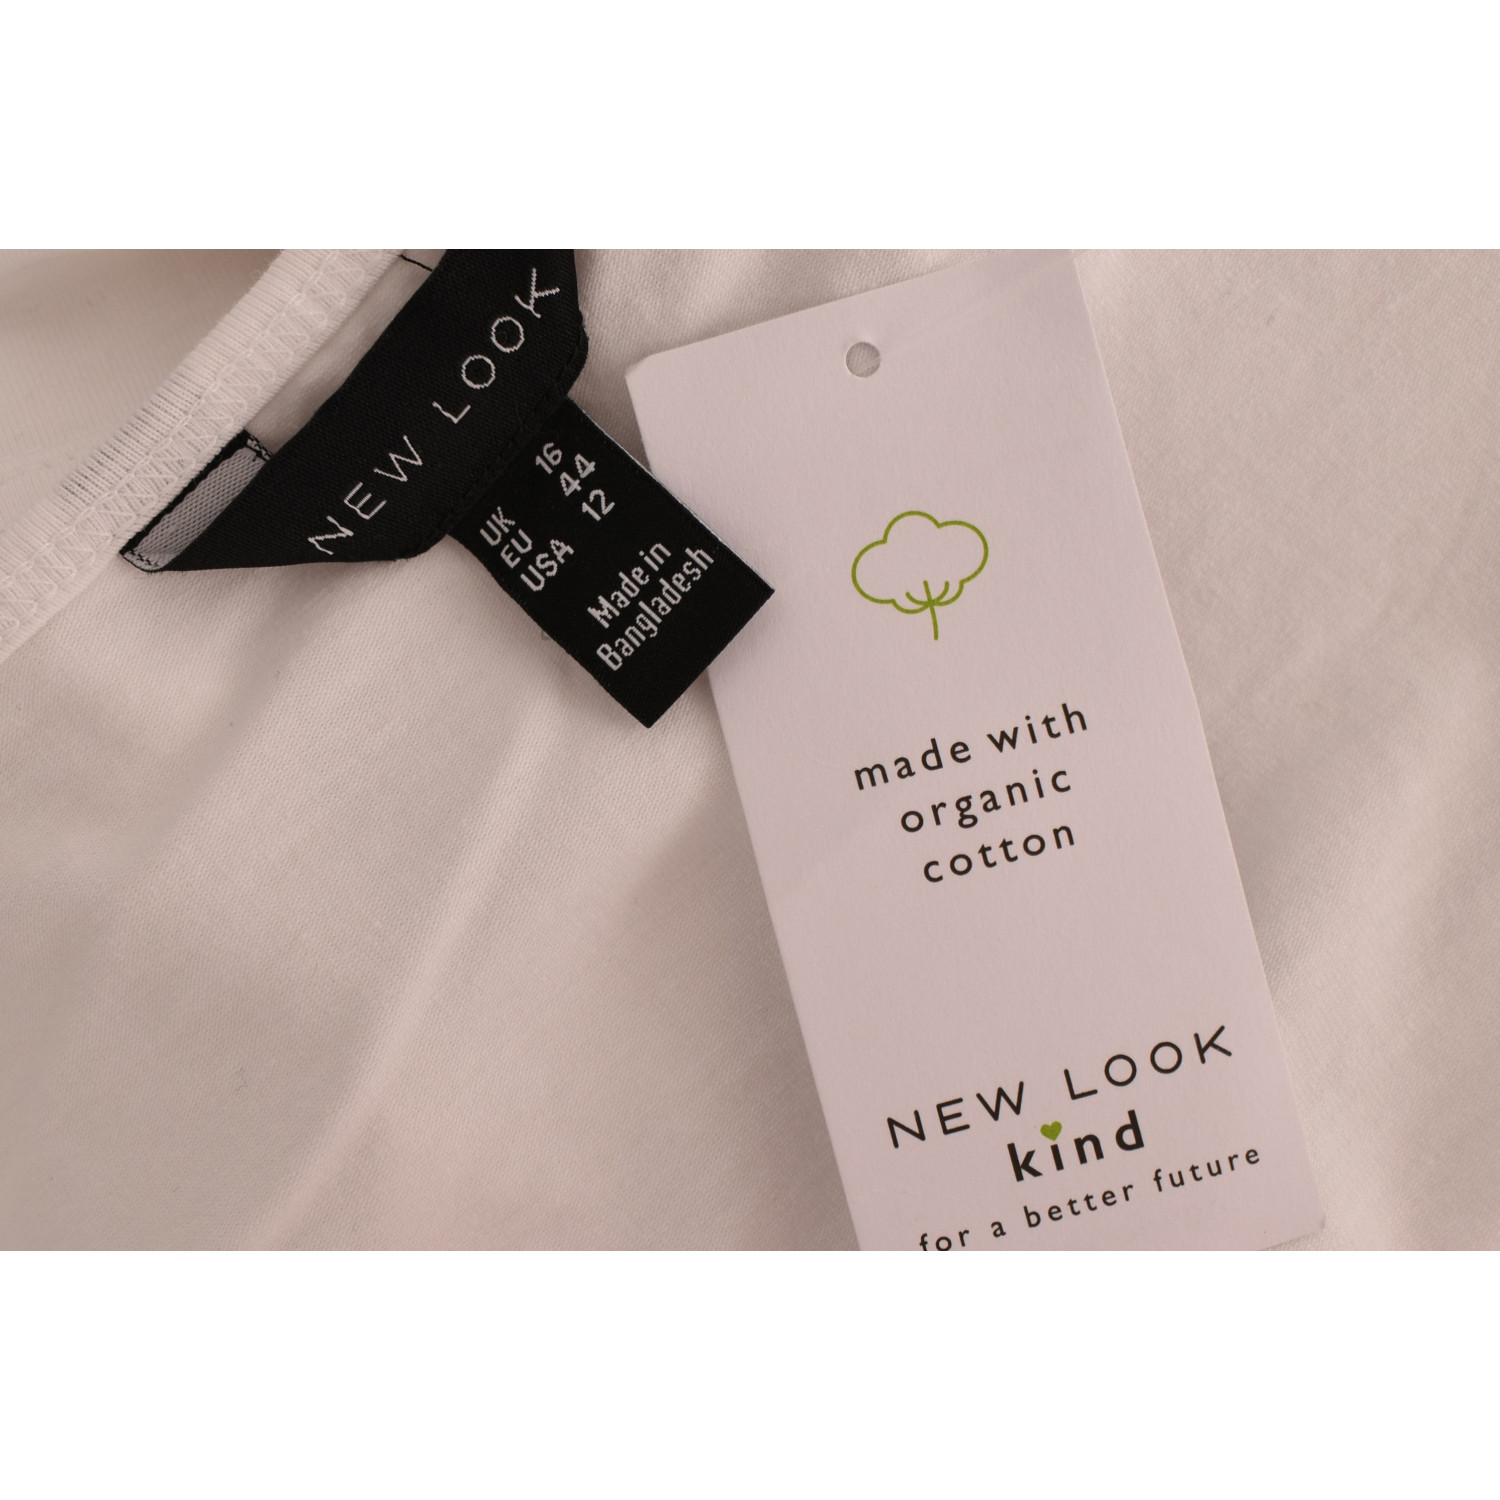 NEW LOOK
UK 16
EU 44
USA 12
Made in
Bangladesh
made with
organic
cotton
NEW LOOK
kind
for a better future